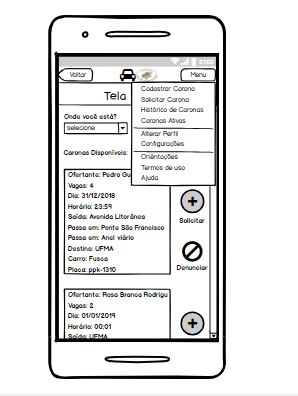 Voltar
Menu
Tela
Cadastrar Carona
Solicitar Carona
Histórico de Caronas
Caronas Ativas
Alterar Perfil
Configurações
Orientações
Termos de uso
Ajuda
Onde você está?
selecione
Caronas Disponíveis:
Ofertante: Pedro Gu
Vagas: 4
Dia: 31/12/2018
Horário: 23:59
Saída: Avenida Litorânea
Passa em: Ponte São Francisco
Passa em: Anel viário
Destino: UFMA
Carro: Fusca
Placa: ppk-1310
Solicitar
Denunciar
Ofertante: Rosa Branca Rodrigu
Vagas: 2
Dia: 01/01/2019
Horário: 00:01
Saída: UFMA